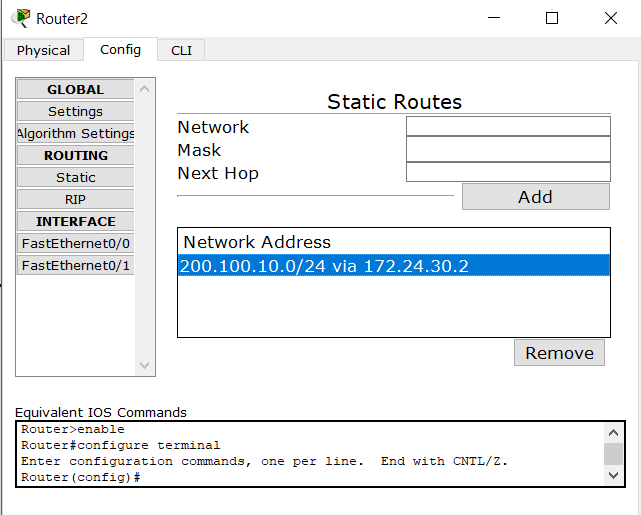 Router2
Physical Config CLI
GLOBAL
Settings
Algorithm Settings
ROUTING
Static
RIP
INTERFACE
FastEthernet0/0
FastEthernet0/1
Static Routes
Network
Mask
Next Hop
Add
Network Address
200.100.10.0/24 via 172.24.30.2
Remove
Equivalent IOS Commands
Router>enable
Router#configure terminal
Enter configuration commands, one per line.  End with CNTL/Z.
Router(config)#